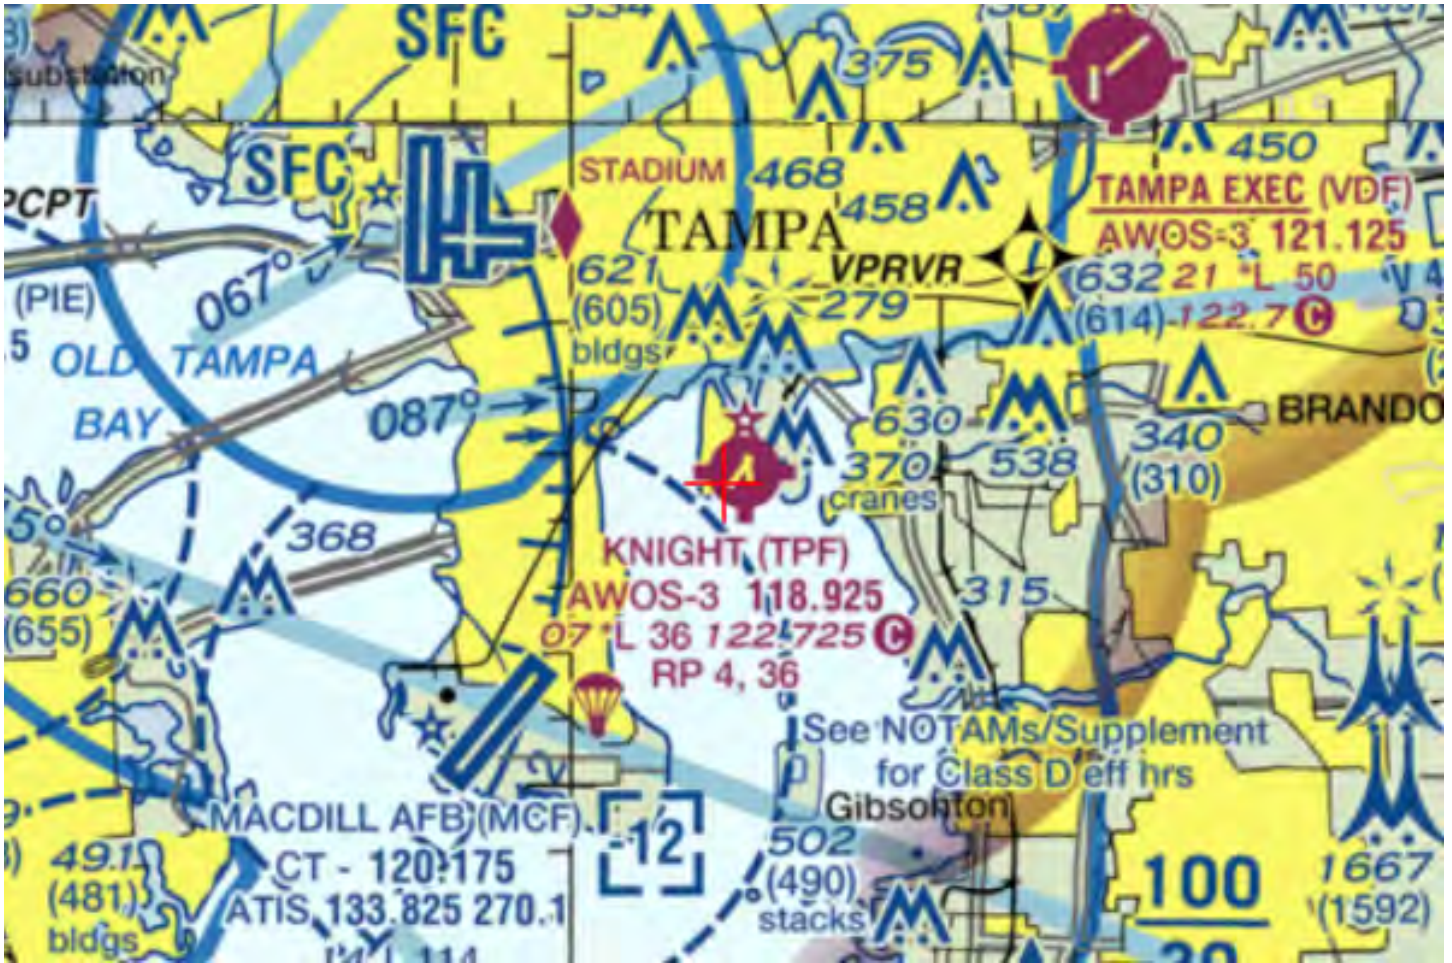 SFC
375
substation
SFC
STADIUM
468
450
PCPT
TAMPA
458
TAMPA EXEC (VDF)
AWOS-3 121.125
VPRVR
067°
621
(605)
bldgs
279
632
(614)
21 *L 50
122.7 C
(PIE)
5
OLD TAMPA
BAY
087°
630
370
cranes
538
340
(310)
BRANDO
5°
368
KNIGHT (TPF)
AWOS-3 118.925
07 *L 36 122.725 C
RP 4, 36
315
660
(655)
See NOTAMs/Supplement
for Class D eff hrs
Gibsonton
MACDILL AFB (MCF)
CT - 120.175
ATIS 133.825 270.1
12
502
(490)
stacks
491
(481)
bldgs
100
1667
(1592)